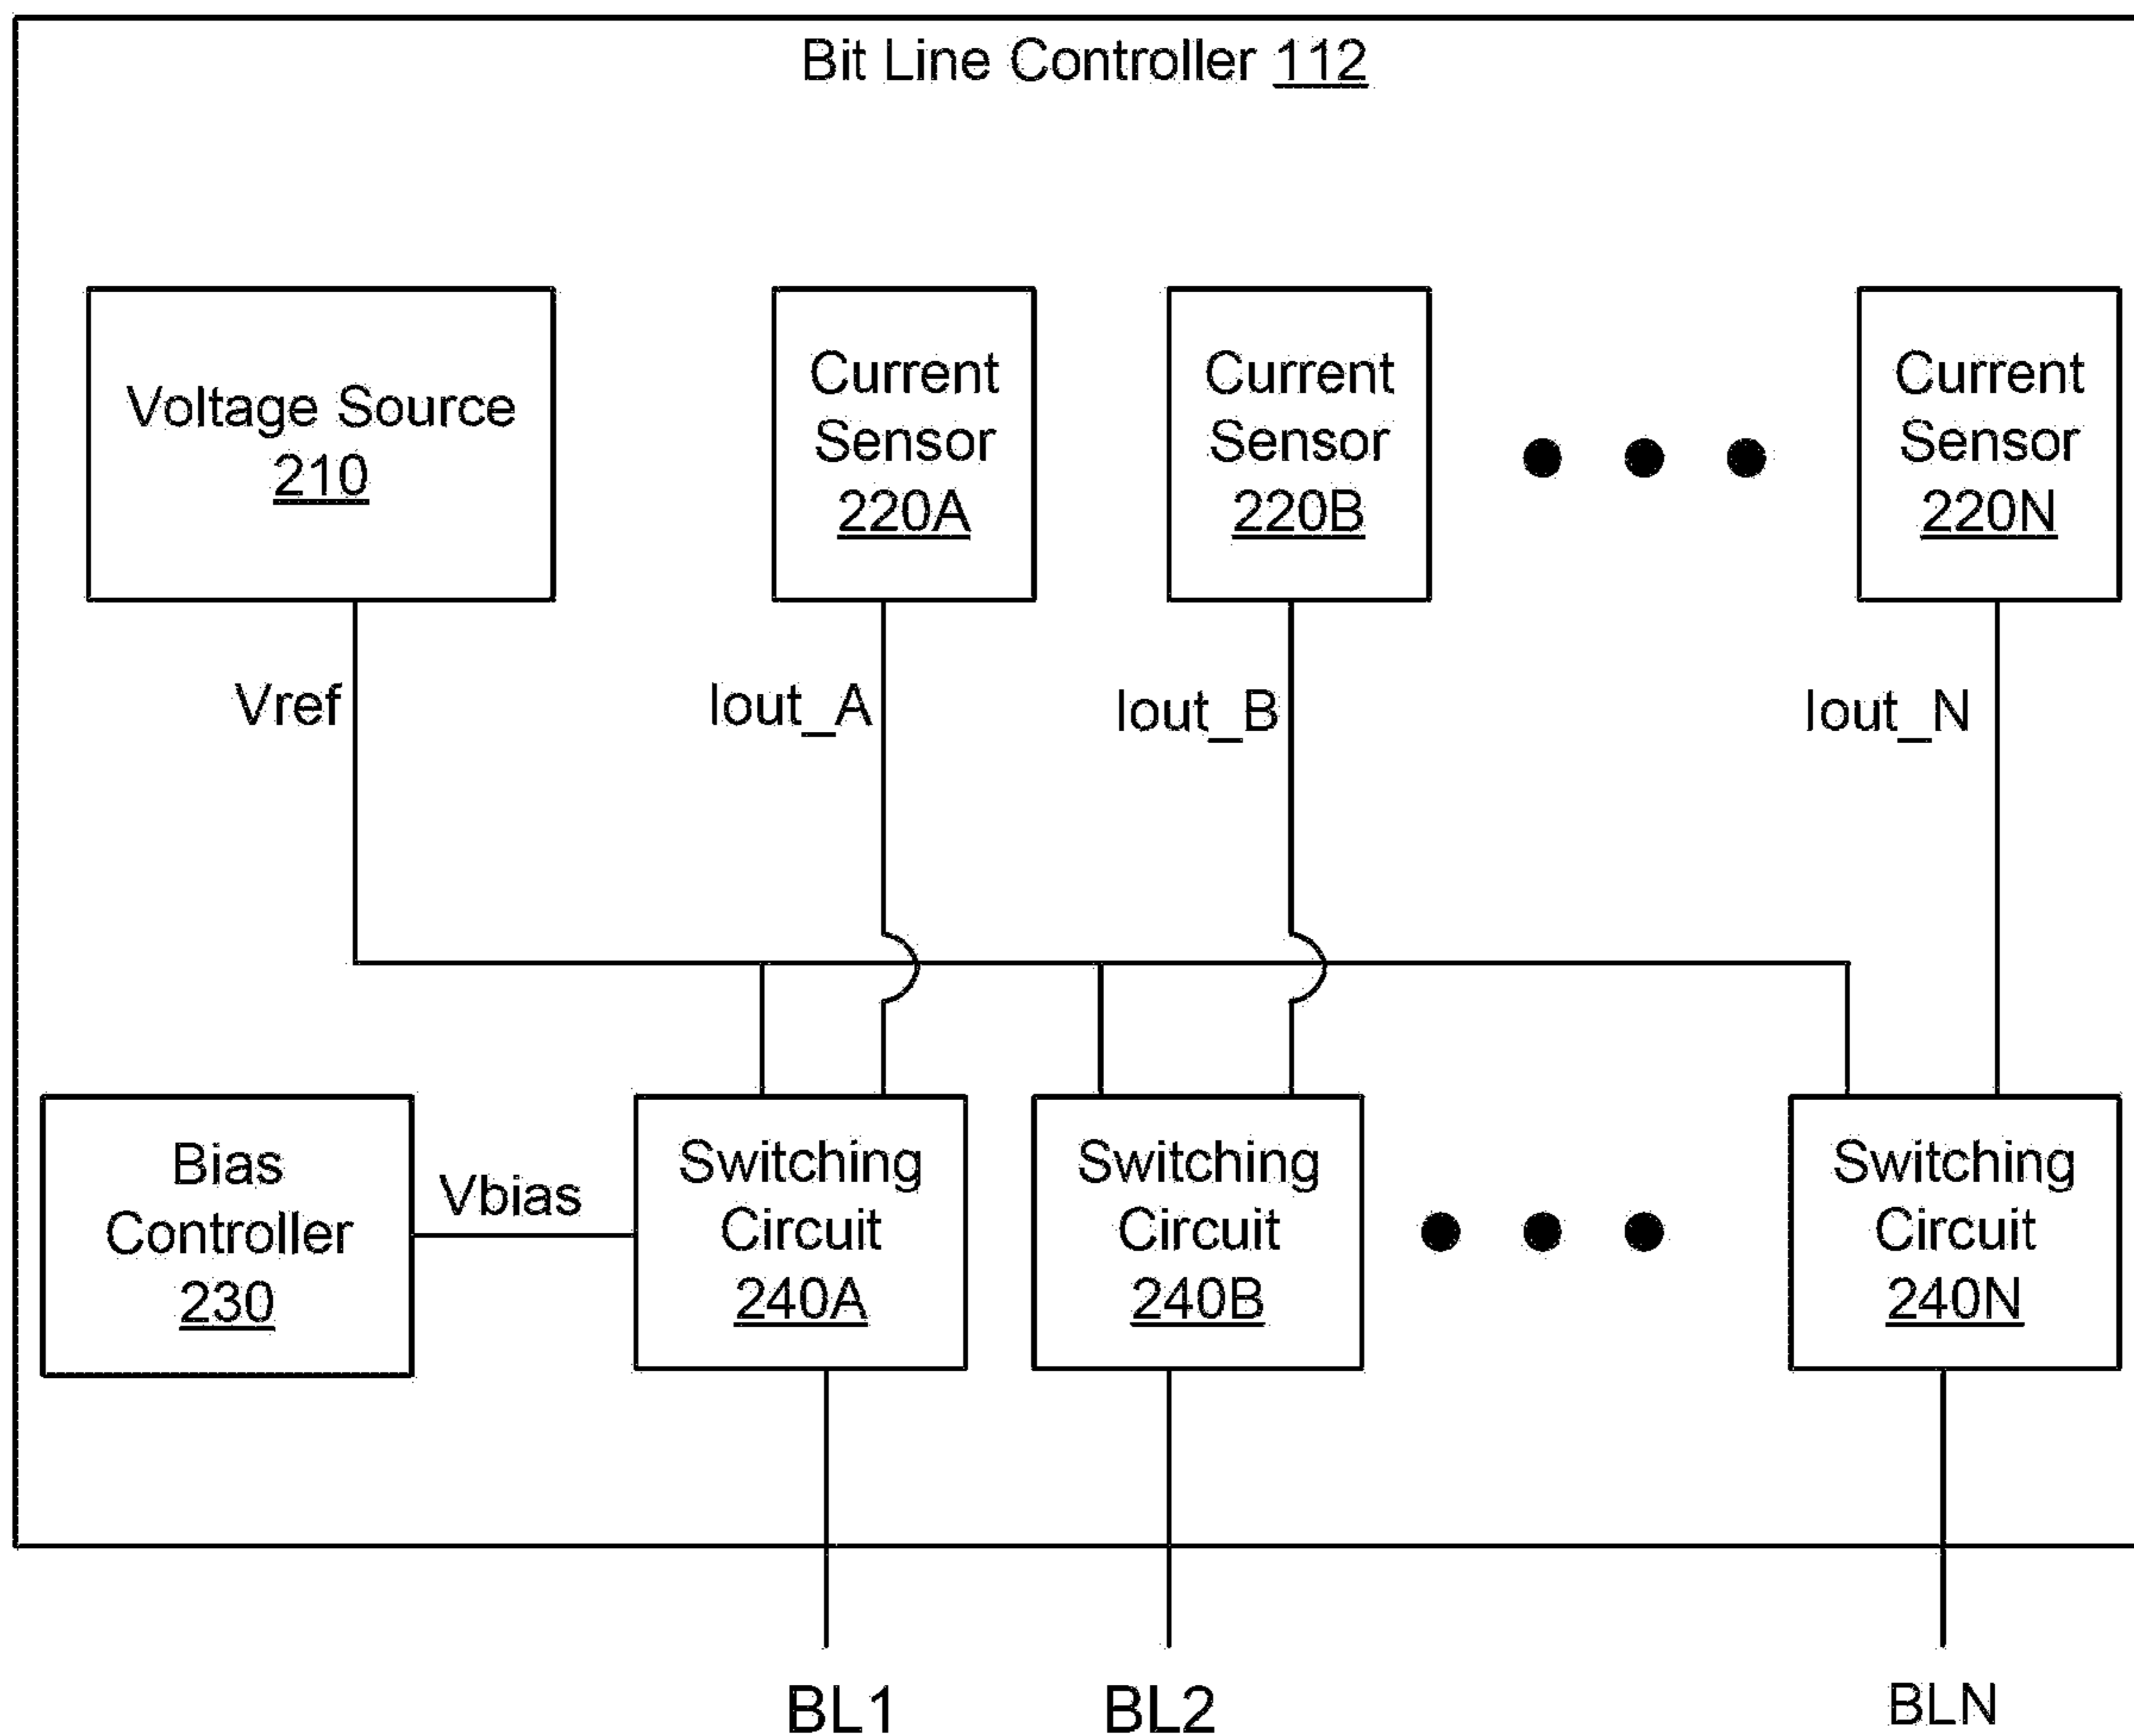 Bit Line Controller 112
Voltage Source
210
Current
Sensor
220A
Current
Sensor
220B
Current
Sensor
220N
Vref
Iout_A
Iout_B
Iout_N
Bias
Controller
230
Vbias
Switching
Circuit
240A
Switching
Circuit
240B
Switching
Circuit
240N
BL1
BL2
BLN